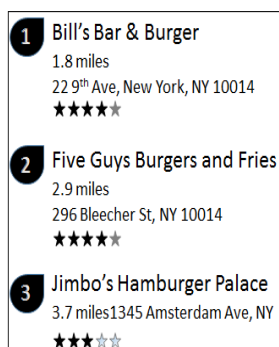 1 Bill's Bar & Burger
1.8 miles
22 9th Ave, New York, NY 10014
2 Five Guys Burgers and Fries
2.9 miles
296 Bleecher St, NY 10014
3 Jimbo's Hamburger Palace
3.7 miles1345 Amsterdam Ave, NY